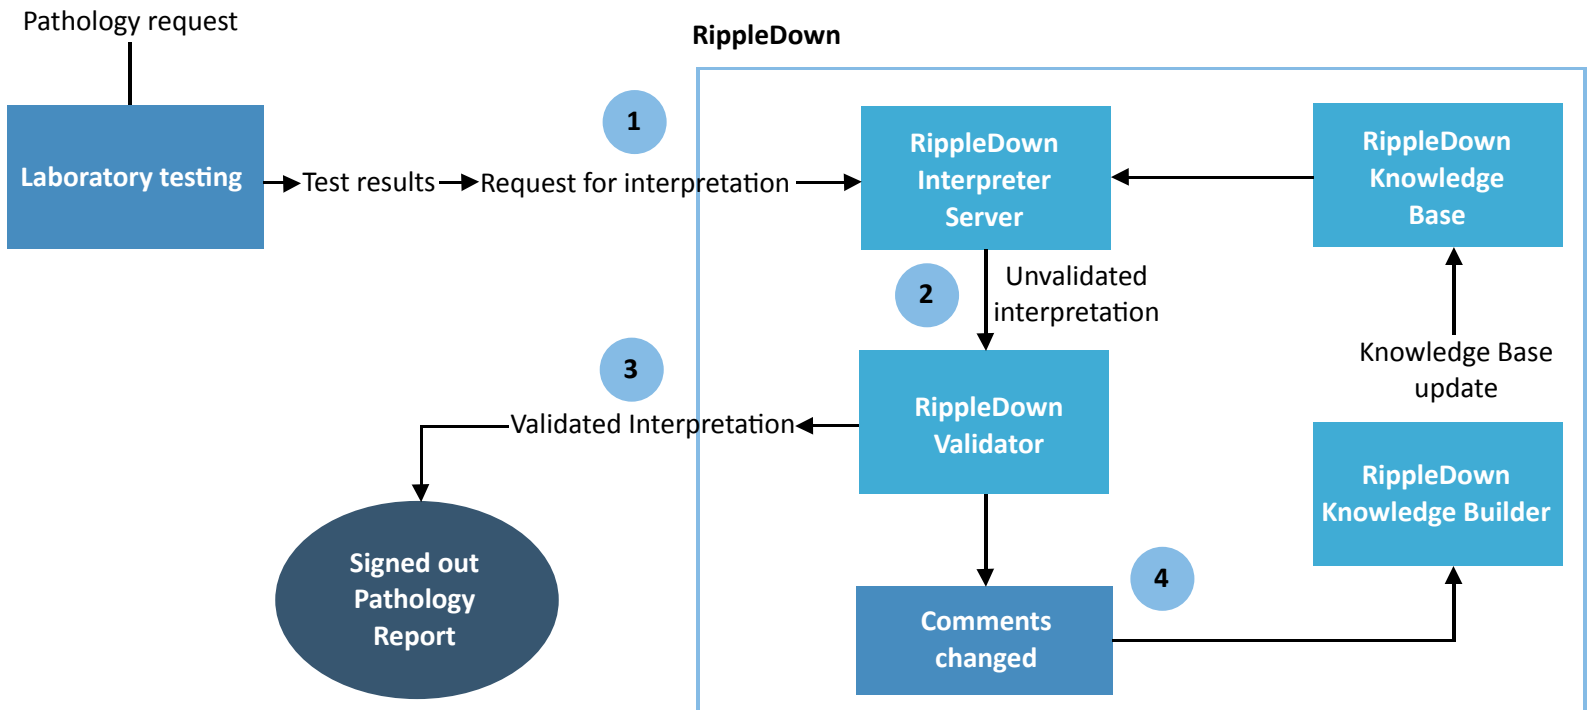 Pathology request
RippleDown
Laboratory testing
Test results
1
Request for interpretation
RippleDown
Interpreter
Server
RippleDown
Knowledge
Base
2
Unvalidated
interpretation
3
Validated Interpretation
RippleDown
Validator
Knowledge Base
update
RippleDown
Knowledge Builder
Signed out
Pathology
Report
Comments
changed
4